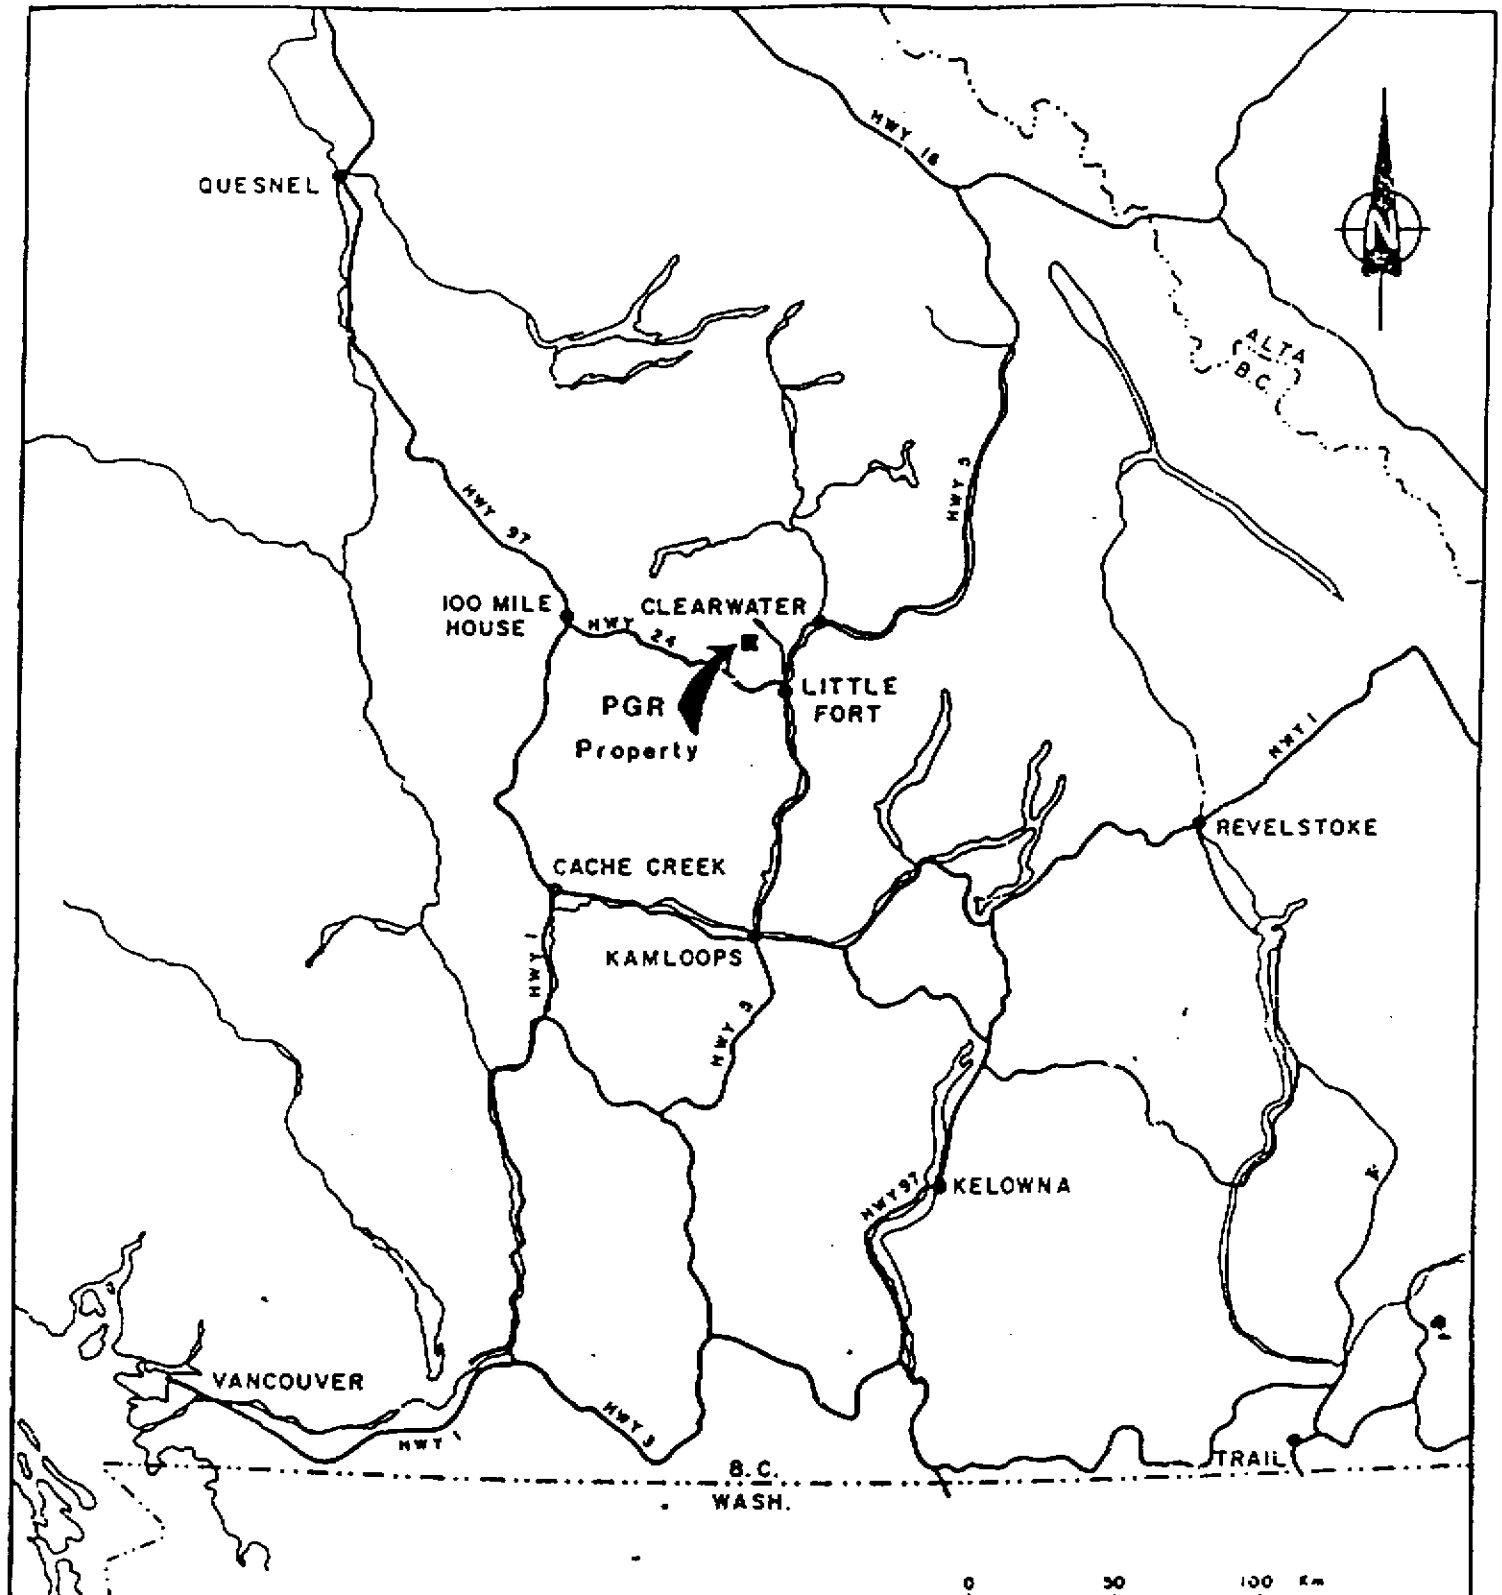 HWY 16
QUESNEL
N
ALTA
B.C.
HWY 5
HWY 97
100 MILE
HOUSE
CLEARWATER
HWY 24
LITTLE
FORT
PGR
Property
HWY 1
REVELSTOKE
CACHE CREEK
KAMLOOPS
HWY 1
HWY 5
KELOWNA
HWY 97
VANCOUVER
HWY 1
HWY 3
TRAIL
B.C.
WASH.
0 50 100 Km